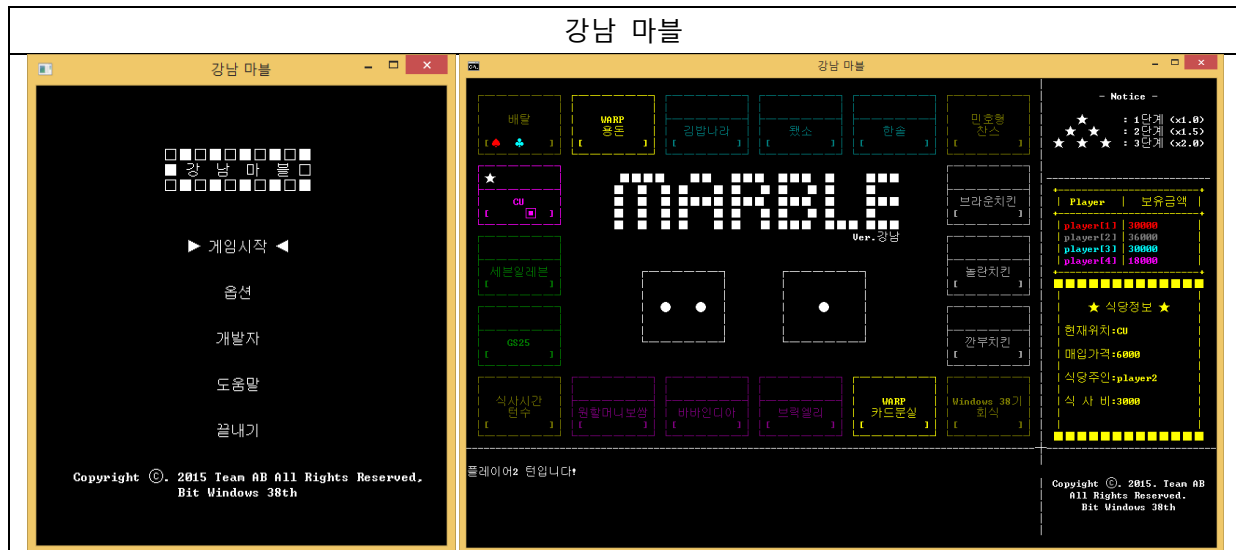 강남 마블
강남 마블
강 남 마 블
▶ 게임시작 ◀
옵션
개발자
도움말
끝내기
Copyright ⓒ. 2015 Team AB All Rights Reserved,
Bit Windows 38th
강남 마블
배탈
[♠ ♣ ]
WARP
용돈
[ ]
김밥나라
[ ]
퀫소
[ ]
한솥
[ ]
민호형
찬스
[ ]
★
CU
[ ▣ ]
MARBLE
Ver.강남
브라운치킨
[ ]
세븐일레븐
[ ]
놀란치킨
[ ]
GS25
[ ]
깐부치킨
[ ]
식사시간
턴수
[ ]
원할머니보쌈
[ ]
바바인디아
[ ]
브릭앨리
[ ]
WARP
카드분실
[ ]
Windows 38기
회식
[ ]
플레이어2 턴입니다!
- Notice -
★ : 1단계 (x1.0)
★ ★ : 2단계 (x1.5)
★ ★ ★ : 3단계 (x2.0)
Player | 보유금액
player[1] | 30000
player[2] | 36000
player[3] | 30000
player[4] | 18000
★ 식당정보 ★
현재위치:CU
매입가격:6000
식당주인:player2
식 사 비:3000
Copyight ⓒ. 2015. Team AB
All Rights Reserved.
Bit Windows 38th